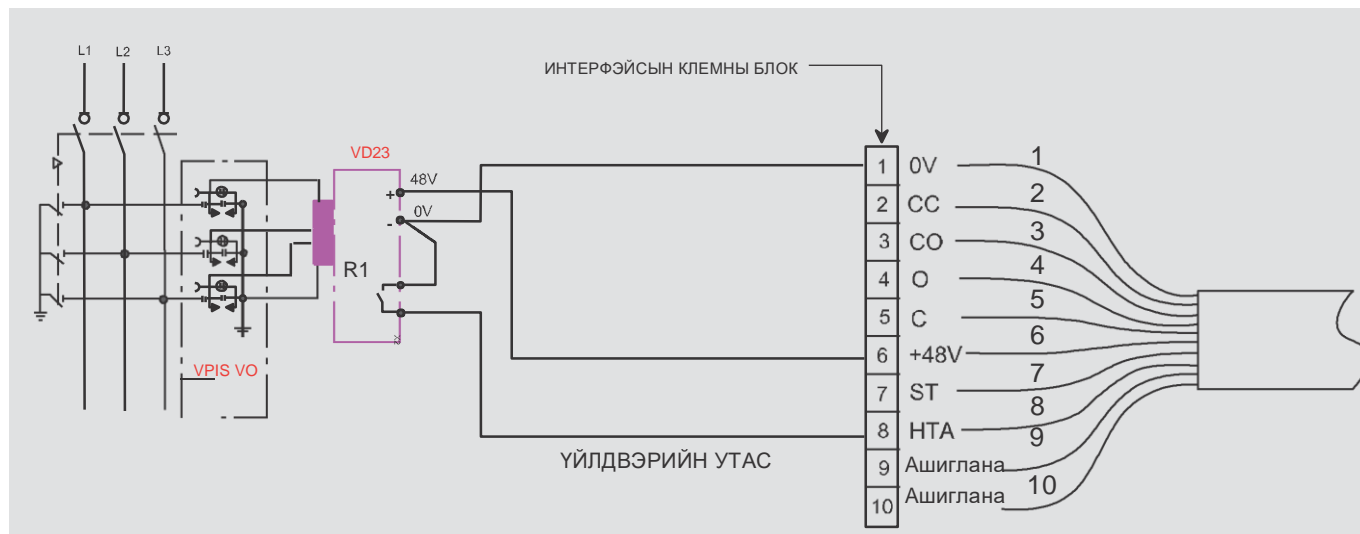 L1 L2 L3
ИНТЕРФЭЙСЫН КЛЕМНЫ БЛОК
VD23
+ 48V
- 0V
R1
VPIS VO
ҮЙЛДВЭРИЙН УТАС
1 0V 1
2 CC 2
3 CO 3
4 O 4
5 C 5
6 +48V 6
7 ST 7
8 HTA 8
9 Ашиглана 9
10 Ашиглана 10